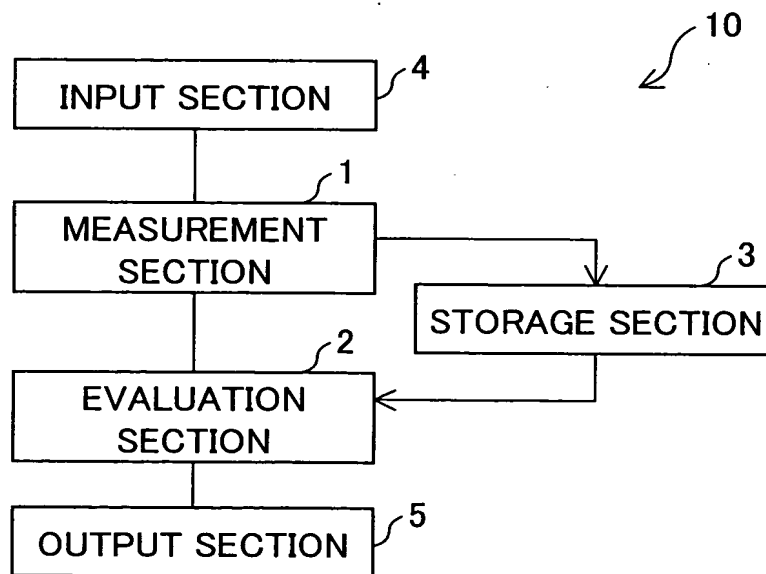 10
4
INPUT SECTION
1
MEASUREMENT
SECTION
3
STORAGE SECTION
2
EVALUATION
SECTION
5
OUTPUT SECTION